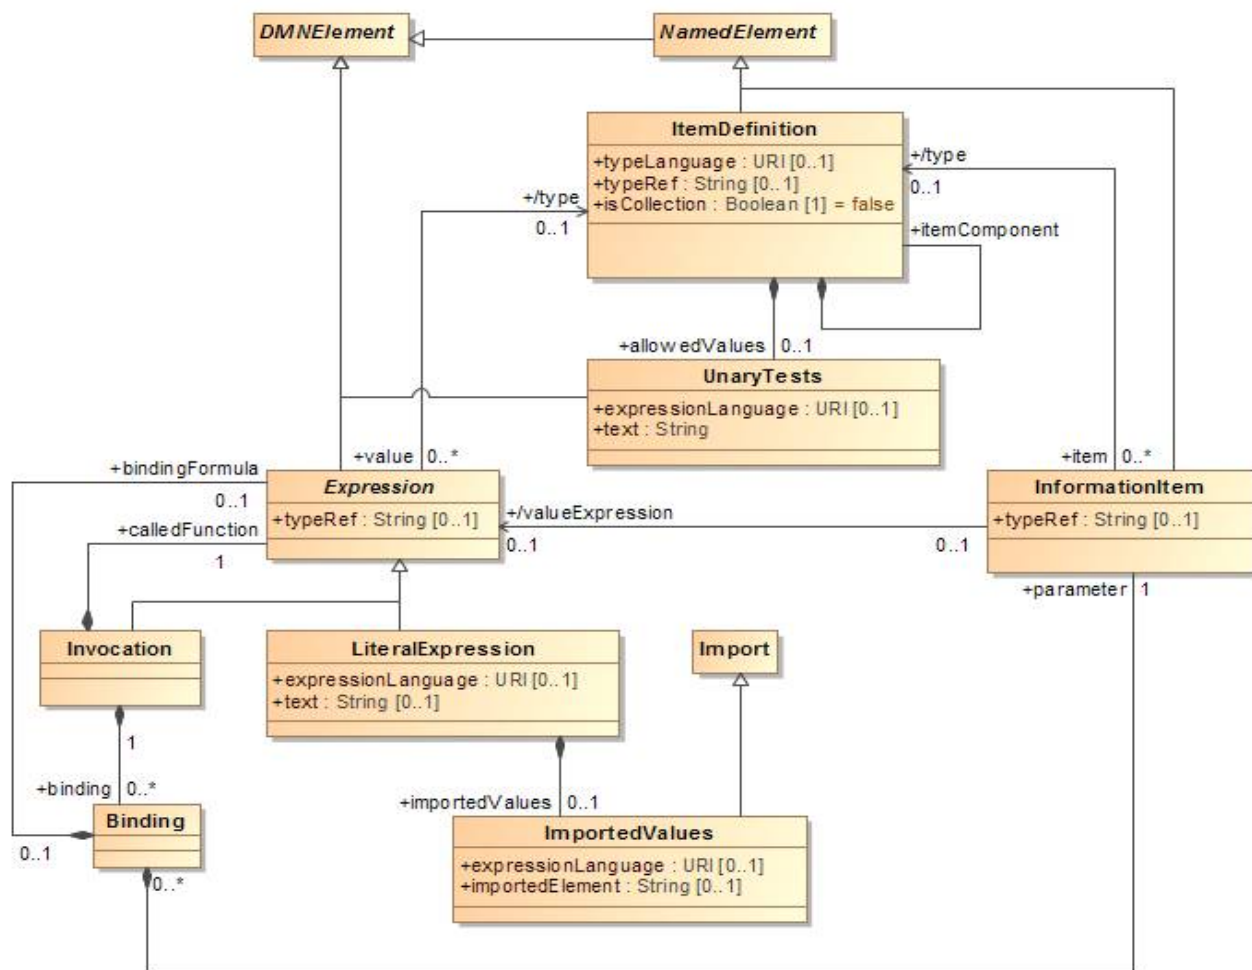 DMNElement
NamedElement
ItemDefinition
+typeLanguage : URI [0..1]
+typeRef : String [0..1]
+isCollection : Boolean [1] = false
+/type
0..1
+/type
0..1
+itemComponent
+allowedValues 0..1
UnaryTests
+expressionLanguage : URI [0..1]
+text : String
+value 0..*
+item 0..*
+bindingFormula
0..1
Expression
+typeRef : String [0..1]
InformationItem
+typeRef : String [0..1]
+/valueExpression
0..1
0..1
+calledFunction
1
+parameter 1
Invocation
LiteralExpression
+expressionLanguage : URI [0..1]
+text : String [0..1]
Import
1
+binding 0..*
+importedValues 0..1
Binding
0..1
0..*
ImportedValues
+expressionLanguage : URI [0..1]
+importedElement : String [0..1]